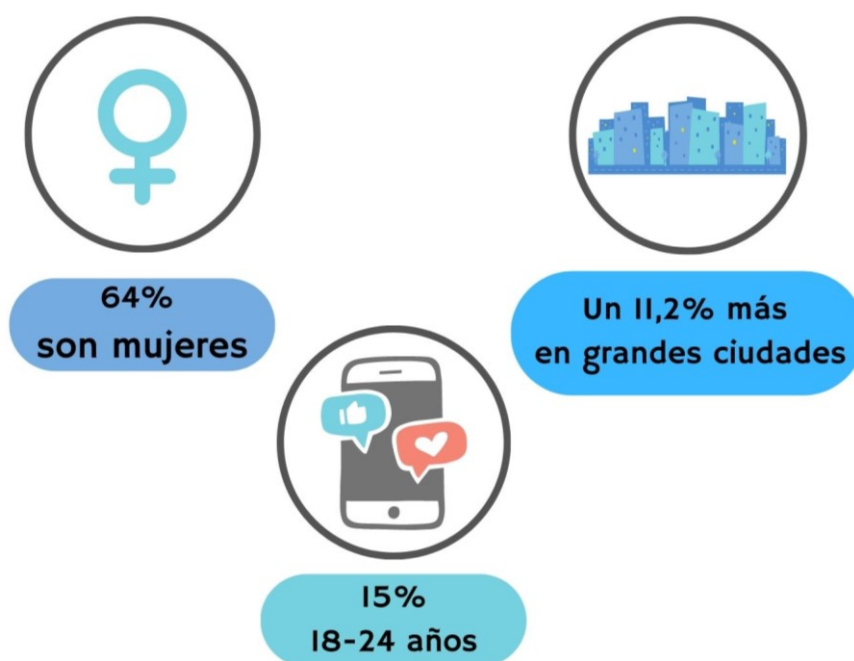 64%
son mujeres
Un 11,2% más
en grandes ciudades
15%
18-24 años